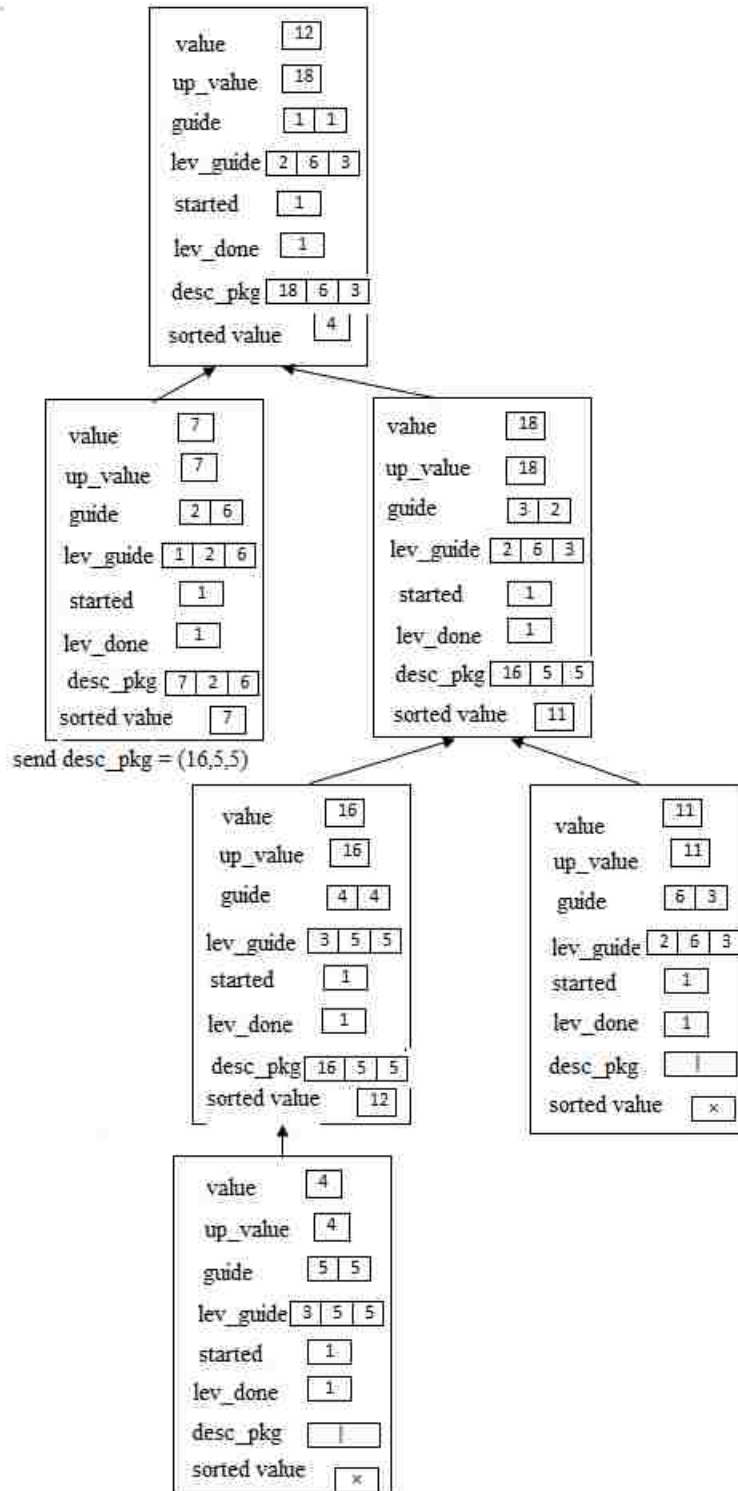 value 12
up_value 18
guide 1 1
lev_guide 2 6 3
started 1
lev_done 1
desc_pkg 18 6 3
sorted value 4
value 7
up_value 7
guide 2 6
lev_guide 1 2 6
started 1
lev_done 1
desc_pkg 7 2 6
sorted value 7
value 18
up_value 18
guide 3 2
lev_guide 2 6 3
started 1
lev_done 1
desc_pkg 16 5 5
sorted value 11
send desc_pkg = (16,5,5)
value 16
up_value 16
guide 4 4
lev_guide 3 5 5
started 1
lev_done 1
desc_pkg 16 5 5
sorted value 12
value 11
up_value 11
guide 6 3
lev_guide 2 6 3
started 1
lev_done 1
desc_pkg |
sorted value ×
value 4
up_value 4
guide 5 5
lev_guide 3 5 5
started 1
lev_done 1
desc_pkg |
sorted value ×